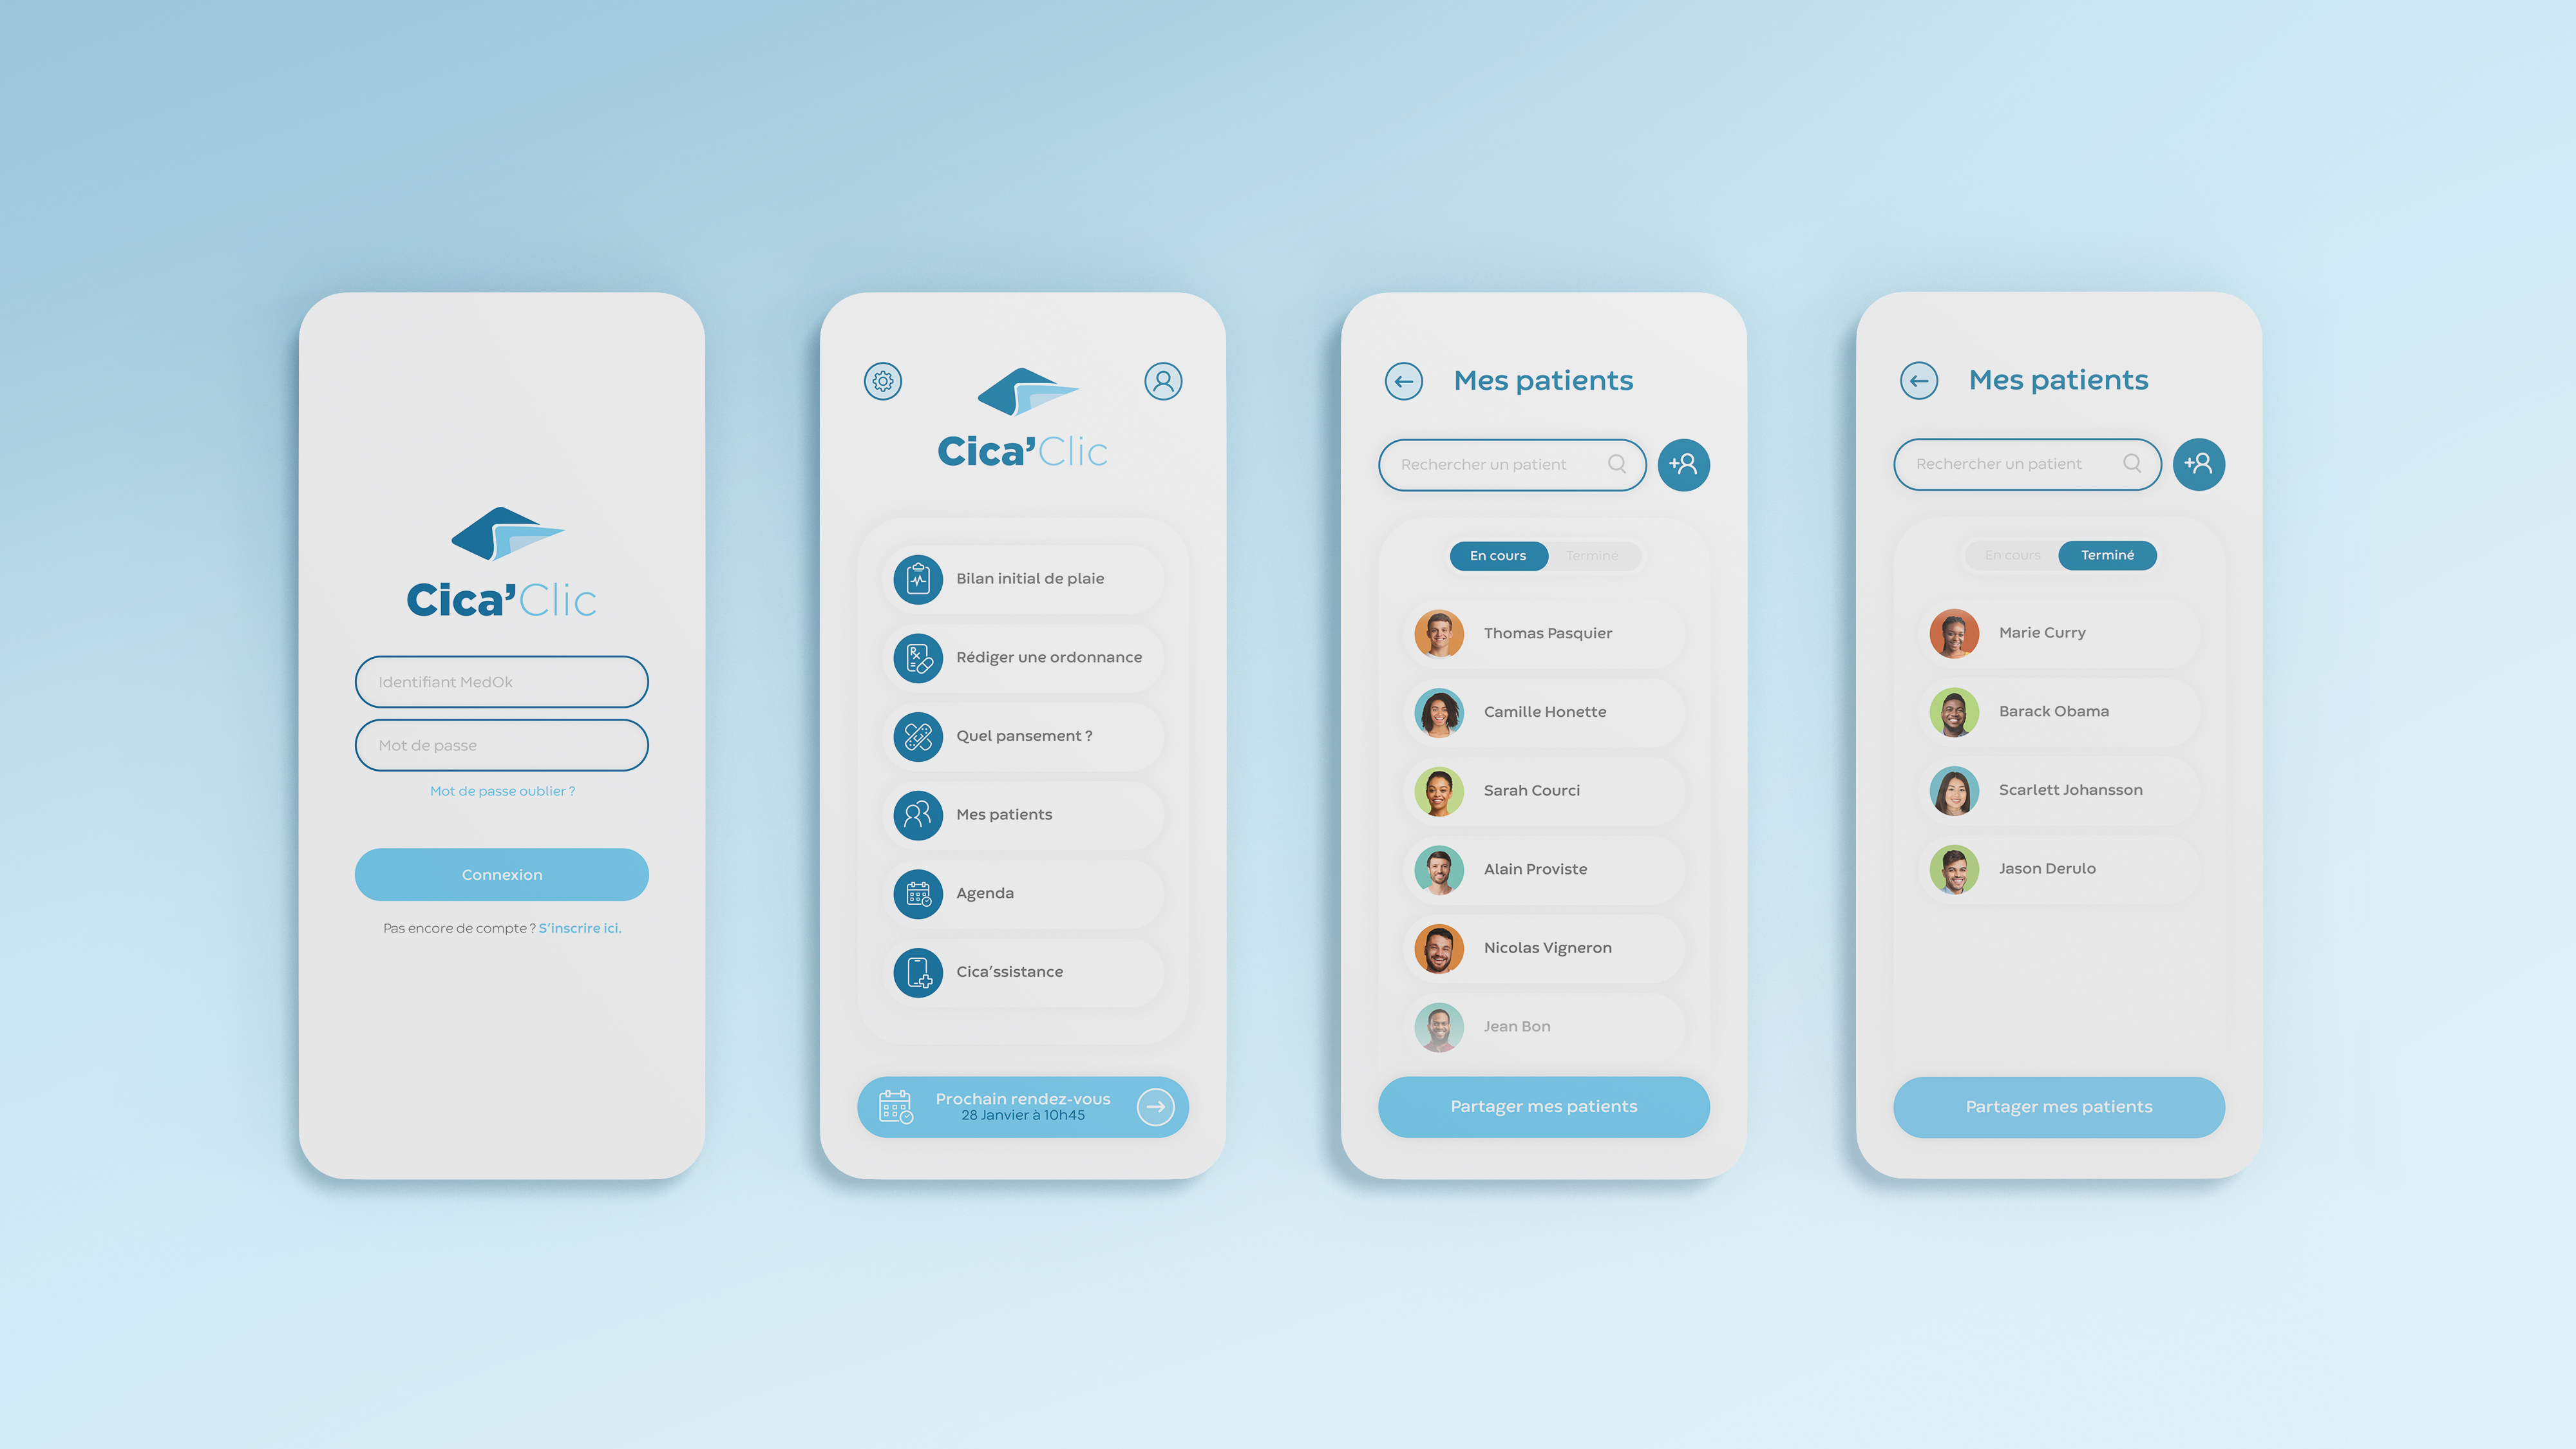 Cica'Clic
Identifiant MedOk
Mot de passe
Mot de passe oublier ?
Connexion
Pas encore de compte ? S'inscrire ici.
Cica'Clic
Bilan initial de plaie
Rédiger une ordonnance
Quel pansement ?
Mes patients
Agenda
Cica'ssistance
Prochain rendez-vous
28 Janvier à 10h45
Mes patients
Rechercher un patient
En cours Terminé
Thomas Pasquier
Camille Honette
Sarah Courci
Alain Proviste
Nicolas Vigneron
Jean Bon
Partager mes patients
Mes patients
Rechercher un patient
En cours Terminé
Marie Curry
Barack Obama
Scarlett Johansson
Jason Derulo
Partager mes patients